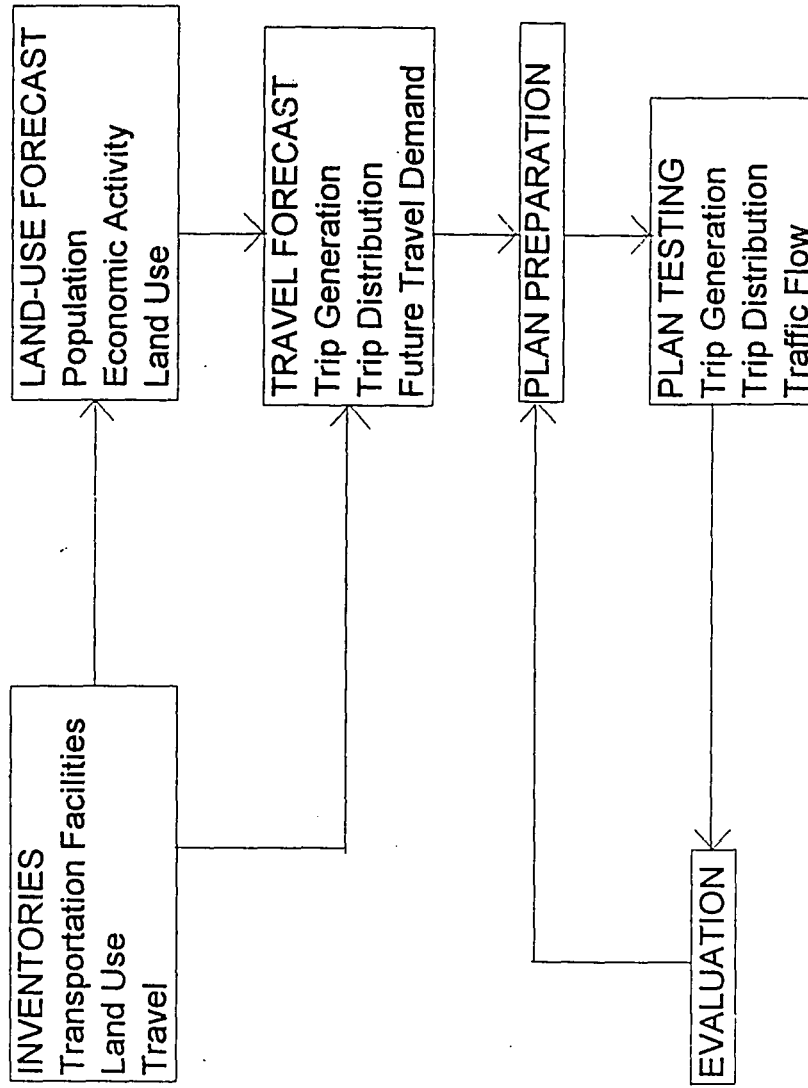 INVENTORIES
Transportation Facilities
Land Use
Travel
LAND-USE FORECAST
Population
Economic Activity
Land Use
TRAVEL FORECAST
Trip Generation
Trip Distribution
Future Travel Demand
PLAN PREPARATION
PLAN TESTING
Trip Generation
Trip Distribution
Traffic Flow
EVALUATION